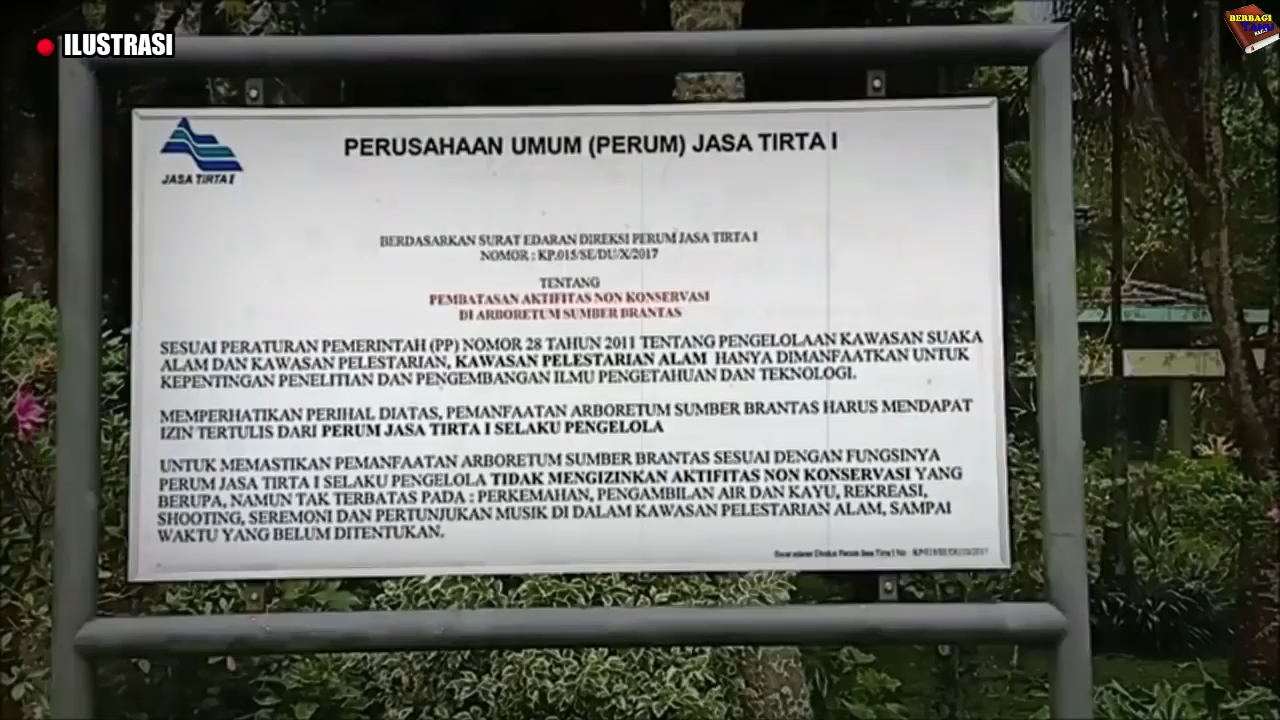 ILUSTRASI
BERBAGI
JASA TIRTA I
PERUSAHAAN UMUM (PERUM) JASA TIRTA I
BERDASARKAN SURAT EDARAN DIREKSI PERUM JASA TIRTA I
NOMOR : KP.015/SE/DU/X/2017
TENTANG
PEMBATASAN AKTIFITAS NON KONSERVASI
DI ARBORETUM SUMBER BRANTAS
SESUAI PERATURAN PEMERINTAH (PP) NOMOR 28 TAHUN 2011 TENTANG PENGELOLAAN KAWASAN SUAKA
ALAM DAN KAWASAN PELESTARIAN, KAWASAN PELESTARIAN ALAM HANYA DIMANFAATKAN UNTUK
KEPENTINGAN PENELITIAN DAN PENGEMBANGAN ILMU PENGETAHUAN DAN TEKNOLOGI.
MEMPERHATIKAN PERIHAL DIATAS, PEMANFAATAN ARBORETUM SUMBER BRANTAS HARUS MENDAPAT
IZIN TERTULIS DARI PERUM JASA TIRTA I SELAKU PENGELOLA
UNTUK MEMASTIKAN PEMANFAATAN ARBORETUM SUMBER BRANTAS SESUAI DENGAN FUNGSINYA
PERUM JASA TIRTA I SELAKU PENGELOLA TIDAK MENGIZINKAN AKTIFITAS NON KONSERVASI YANG
BERUPA, NAMUN TAK TERBATAS PADA : PERKEMAHAN, PENGAMBILAN AIR DAN KAYU, REKREASI,
SHOOTING, SEREMONI DAN PERTUNJUKAN MUSIK DI DALAM KAWASAN PELESTARIAN ALAM, SAMPAI
WAKTU YANG BELUM DITENTUKAN.